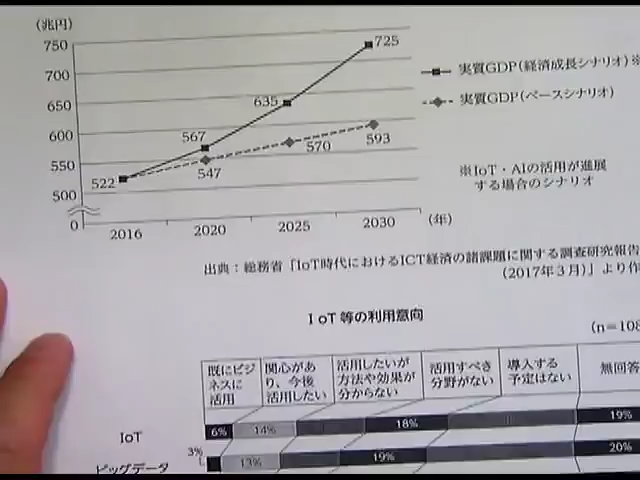 (兆円)
750
700
650
600
550
500
0
725
635
567
522
547
570
593
2016 2020 2025 2030 (年)
実質GDP(経済成長シナリオ)※
実質GDP(ベースシナリオ)
※IoT・AIの活用が進展
する場合のシナリオ
出典:総務省「IoT時代におけるICT経済の諸課題に関する調査研究報告
(2017年3月)」より作
IoT等の利用意向
(n=108
既にビジ
ネスに
活用
関心があ
り、今後
活用したい
活用したいが
方法や効果が
分からない
活用すべき
分野がない
導入する
予定はない
無回答
IoT 6% 14% 18% 19%
ビッグデータ 3% 13% 19% 20%